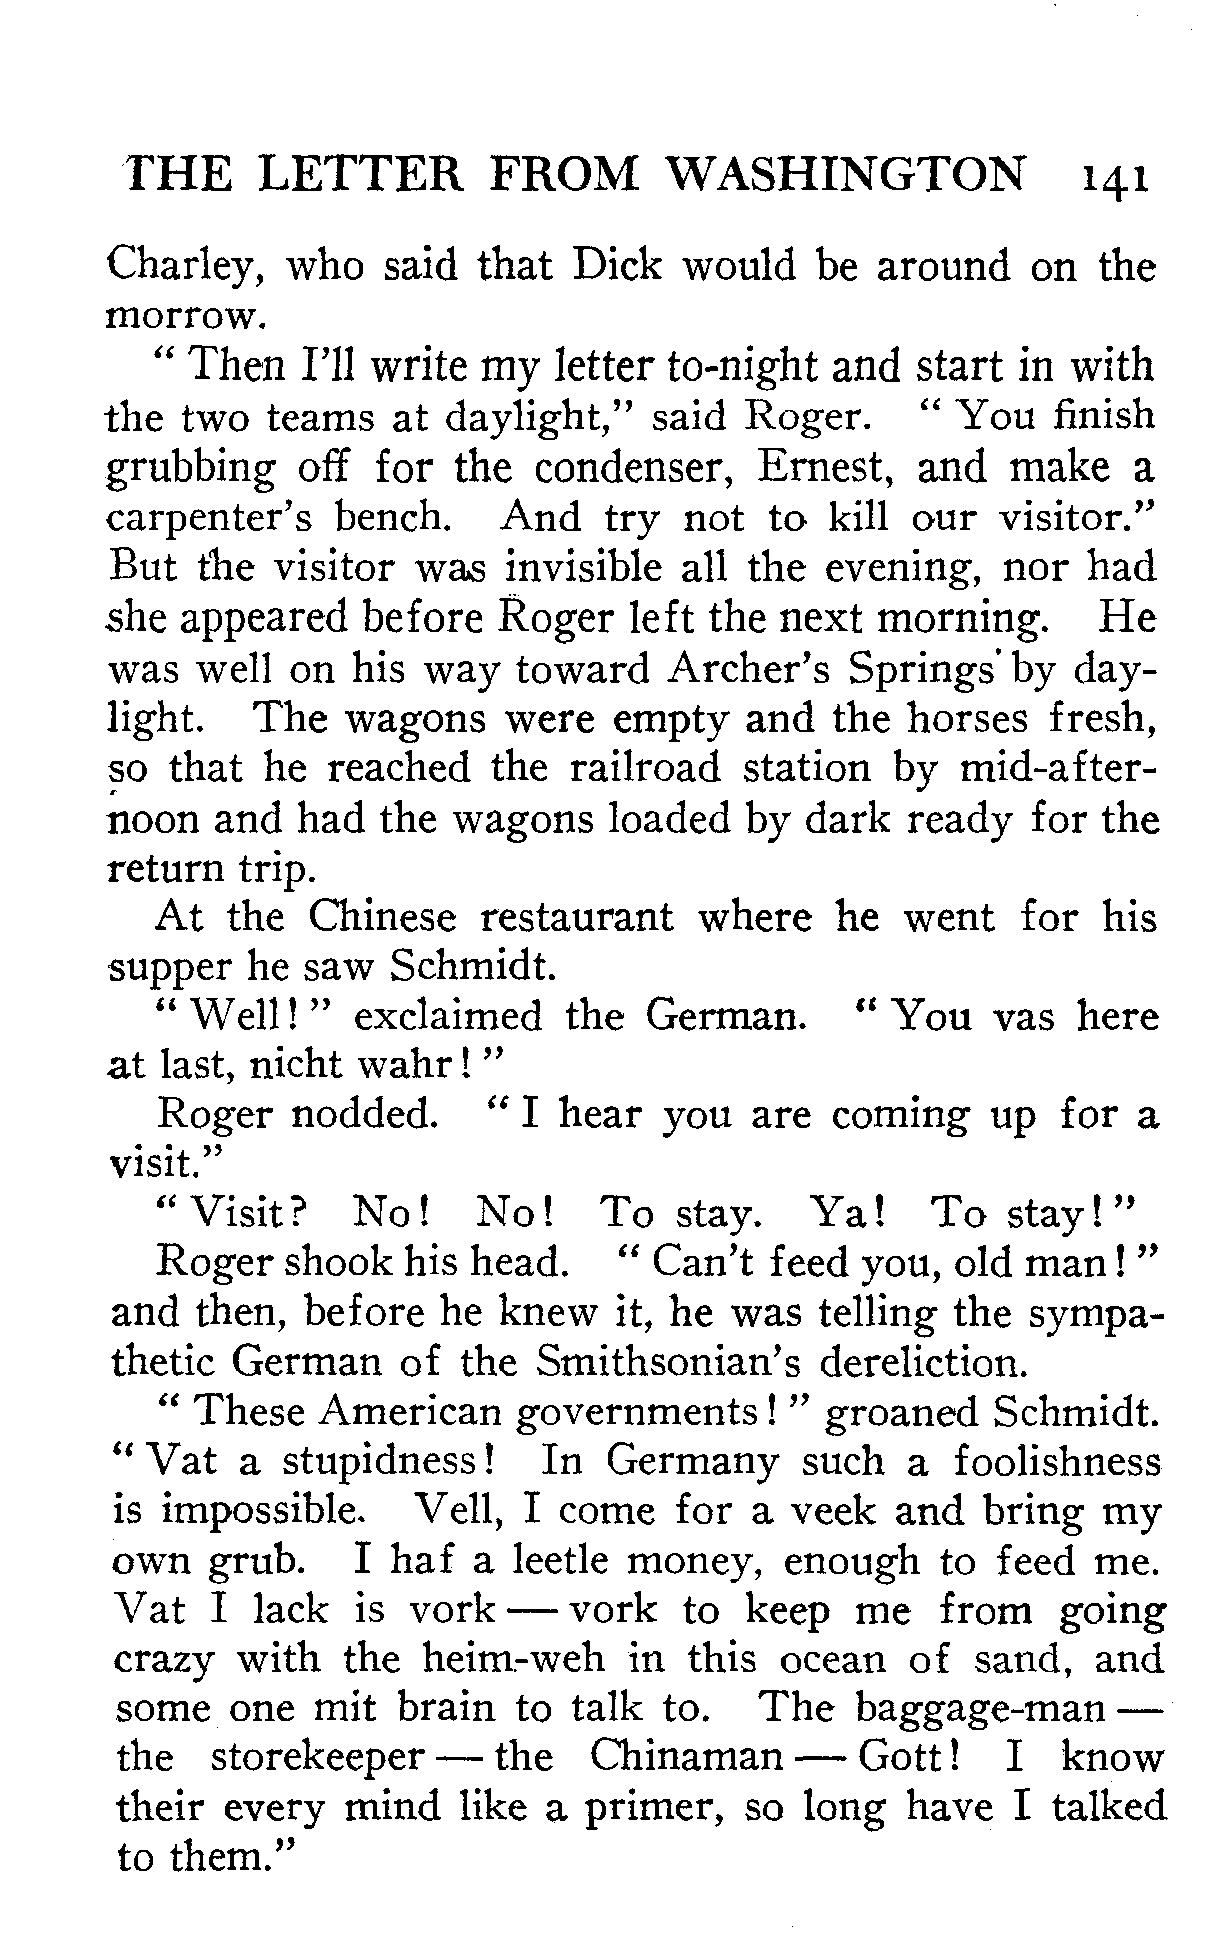 THE LETTER FROM WASHINGTON 141
Charley, who said that Dick would be around on the
morrow.
" Then I'll write my letter to-night and start in with
the two teams at daylight," said Roger. " You finish
grubbing off for the condenser, Ernest, and make a
carpenter's bench. And try not to kill our visitor."
But the visitor was invisible all the evening, nor had
she appeared before Roger left the next morning. He
was well on his way toward Archer's Springs by day-
light. The wagons were empty and the horses fresh,
so that he reached the railroad station by mid-after-
noon and had the wagons loaded by dark ready for the
return trip.
At the Chinese restaurant where he went for his
supper he saw Schmidt.
" Well! " exclaimed the German. " You vas here
at last, nicht wahr! "
Roger nodded. " I hear you are coming up for a
visit."
" Visit? No! No! To stay. Ya! To stay! "
Roger shook his head. " Can't feed you, old man! "
and then, before he knew it, he was telling the sympa-
thetic German of the Smithsonian's dereliction.
" These American governments! " groaned Schmidt.
" Vat a stupidness! In Germany such a foolishness
is impossible. Vell, I come for a veek and bring my
own grub. I haf a leetle money, enough to feed me.
Vat I lack is vork — vork to keep me from going
crazy with the heim-weh in this ocean of sand, and
some one mit brain to talk to. The baggage-man —
the storekeeper — the Chinaman — Gott! I know
their every mind like a primer, so long have I talked
to them."